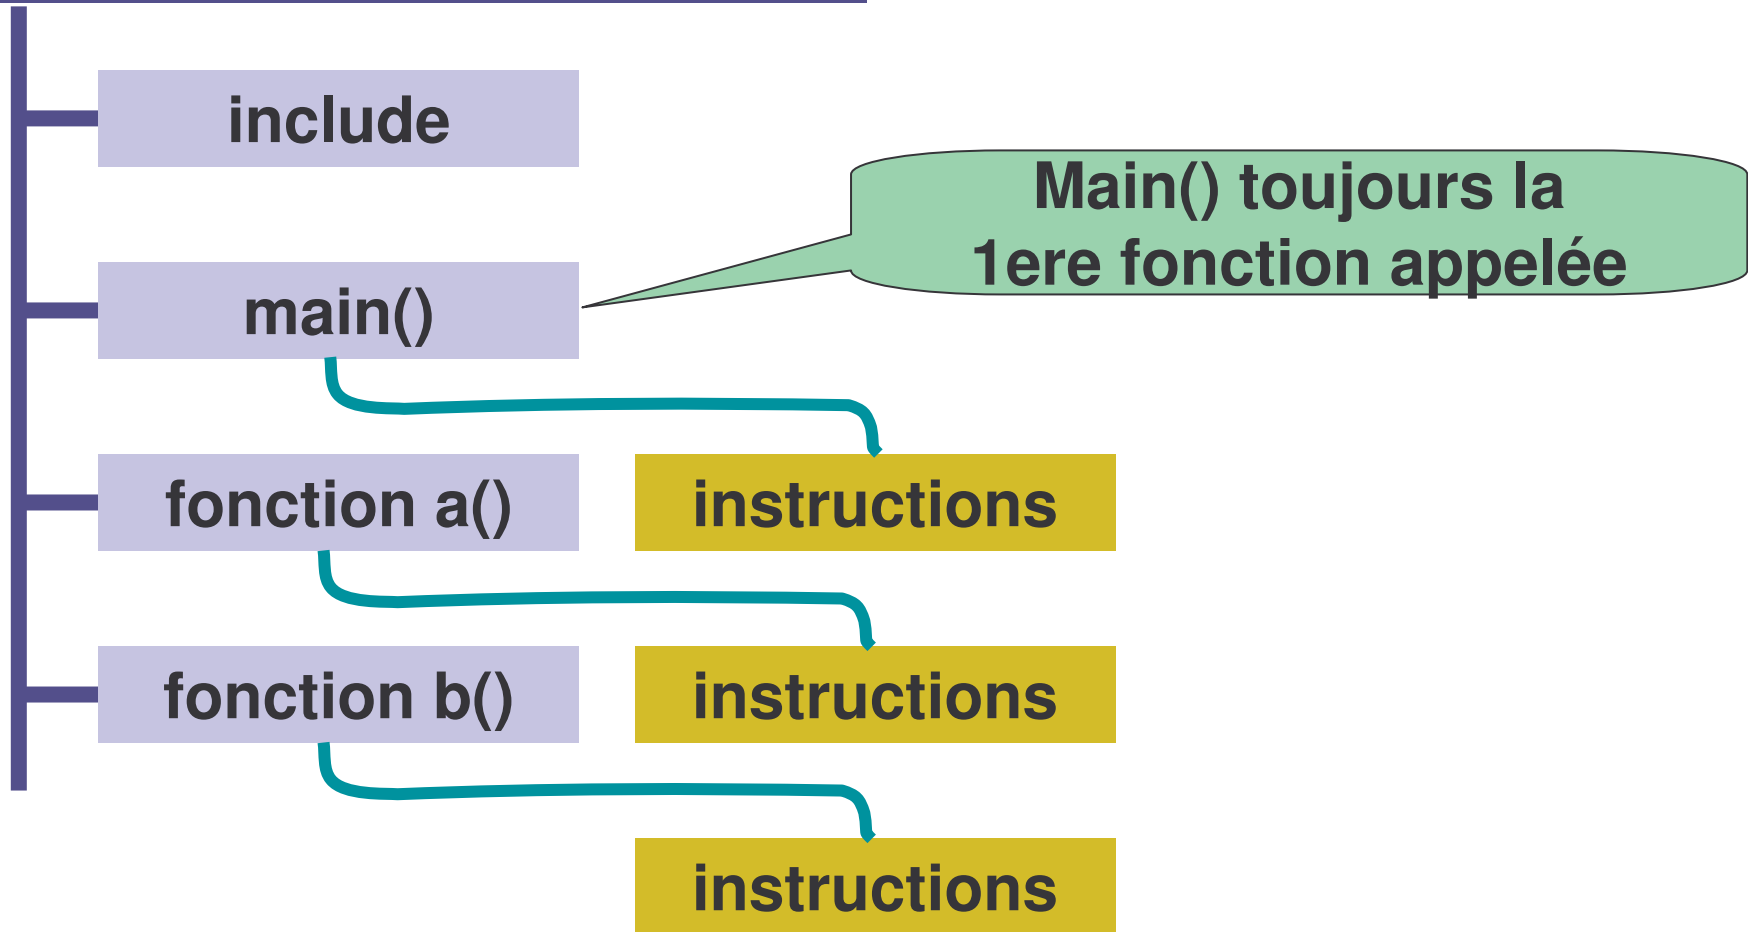 include
Main() toujours la
1ere fonction appelée
main()
fonction a()
instructions
fonction b()
instructions
instructions